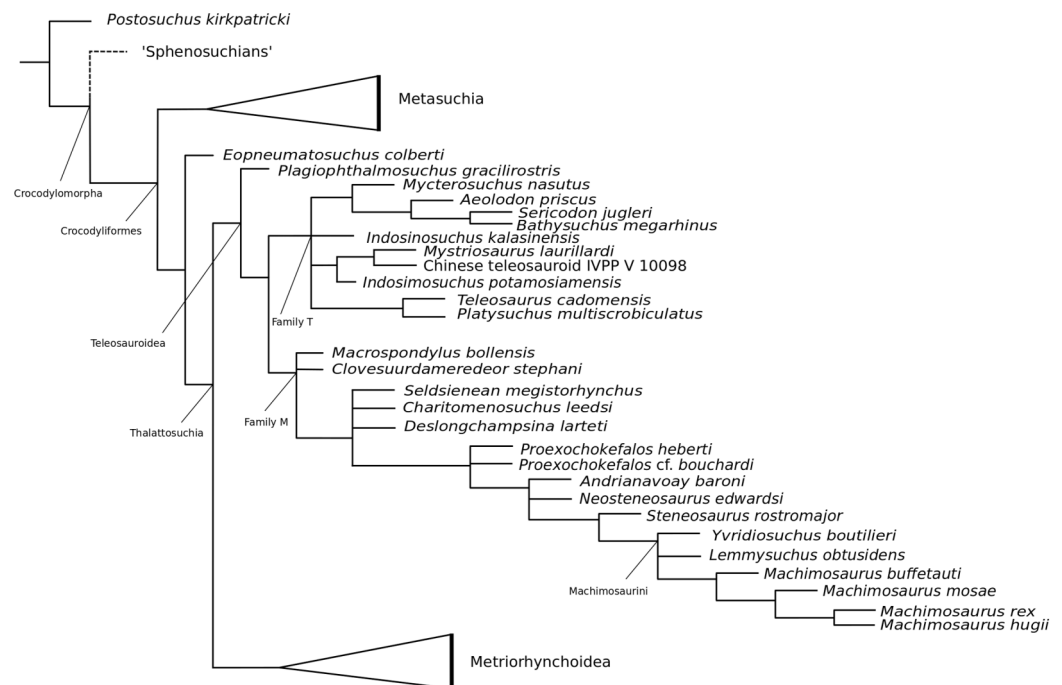 Postosuchus kirkpatricki
'Sphenosuchians'
Metasuchia
Eopneumatosuchus colberti
Plagiophthalmosuchus gracilirostris
Mycterosuchus nasutus
Crocodylomorpha
Aeolodon priscus
Sericodon jugleri
Bathysuchus megarhinus
Crocodyliformes
Indosinosuchus kalasinensis
Mystriosaurus laurillardi
Chinese teleosauroid IVPP V 10098
Indosimosuchus potamosiamensis
Teleosaurus cadomensis
Platysuchus multiscrobiculatus
Family T
Teleosauroidea
Macrospondylus bollensis
Clovesuurdameredeor stephani
Seldsienean megistorhynchus
Charitomenosuchus leedsi
Family M
Deslongchampsina larteti
Thalattosuchia
Proexochokefalos heberti
Proexochokefalos cf. bouchardi
Andrianavoay baroni
Neosteneosaurus edwardsi
Steneosaurus rostromajor
Yvridiosuchus boutilieri
Lemmysuchus obtusidens
Machimosaurus buffetauti
Machimosaurini
Machimosaurus mosae
Machimosaurus rex
Machimosaurus hugii
Metriorhynchoidea